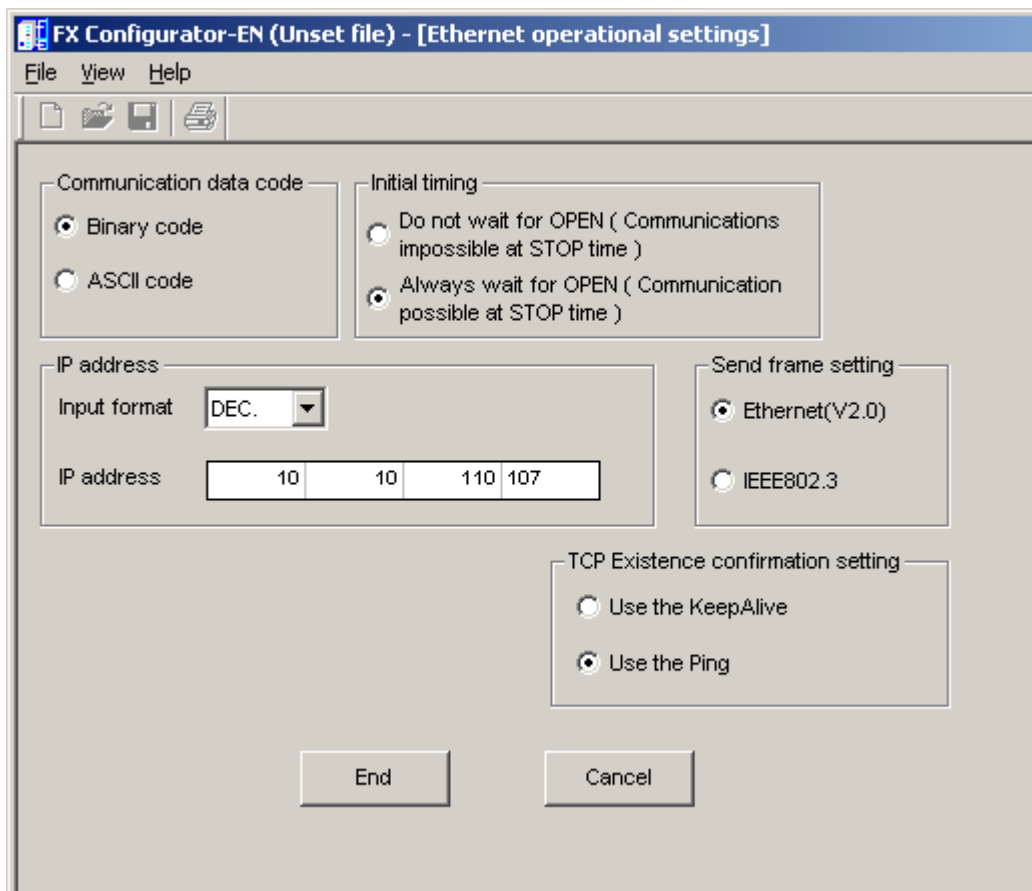 FX Configurator-EN (Unset file) - [Ethernet operational settings]
File View Help
Communication data code
Binary code
ASCII code
Initial timing
Do not wait for OPEN ( Communications
impossible at STOP time )
Always wait for OPEN ( Communication
possible at STOP time )
IP address
Input format DEC.
IP address 10 10 110 107
Send frame setting
Ethernet(V2.0)
IEEE802.3
TCP Existence confirmation setting
Use the KeepAlive
Use the Ping
End Cancel